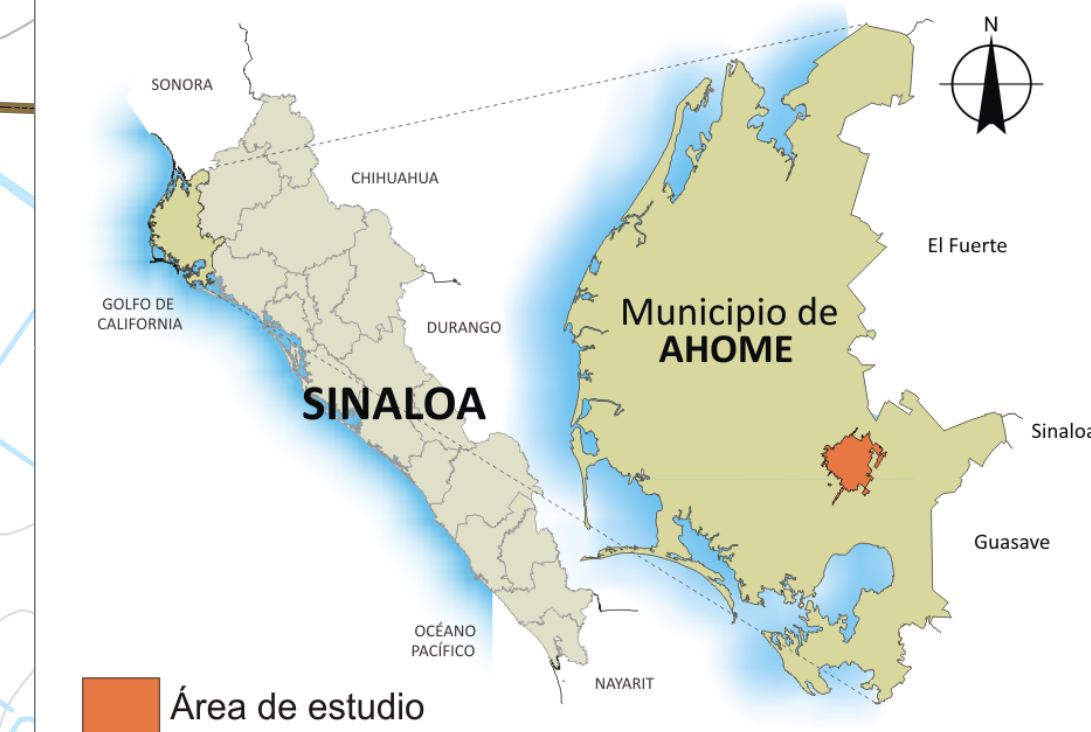 N
SONORA
CHIHUAHUA
El Fuerte
GOLFO DE
CALIFORNIA
DURANGO
Municipio de
AHOME
SINALOA
Sinaloa
Guasave
OCÉANO
PACÍFICO
NAYARIT
Área de estudio